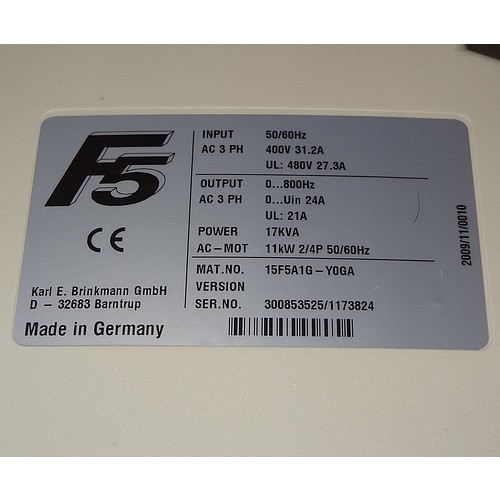 F5
CE
Karl E. Brinkmann GmbH
D – 32683 Barntrup
Made in Germany
INPUT 50/60Hz
AC 3 PH 400V 31.2A
UL: 480V 27.3A
OUTPUT 0...800Hz
AC 3 PH 0...Uin 24A
UL: 21A
POWER 17KVA
AC–MOT 11kW 2/4P 50/60Hz
MAT.NO. 15F5A1G–Y0GA
VERSION
SER.NO. 300853525/1173824
2009/11/0010